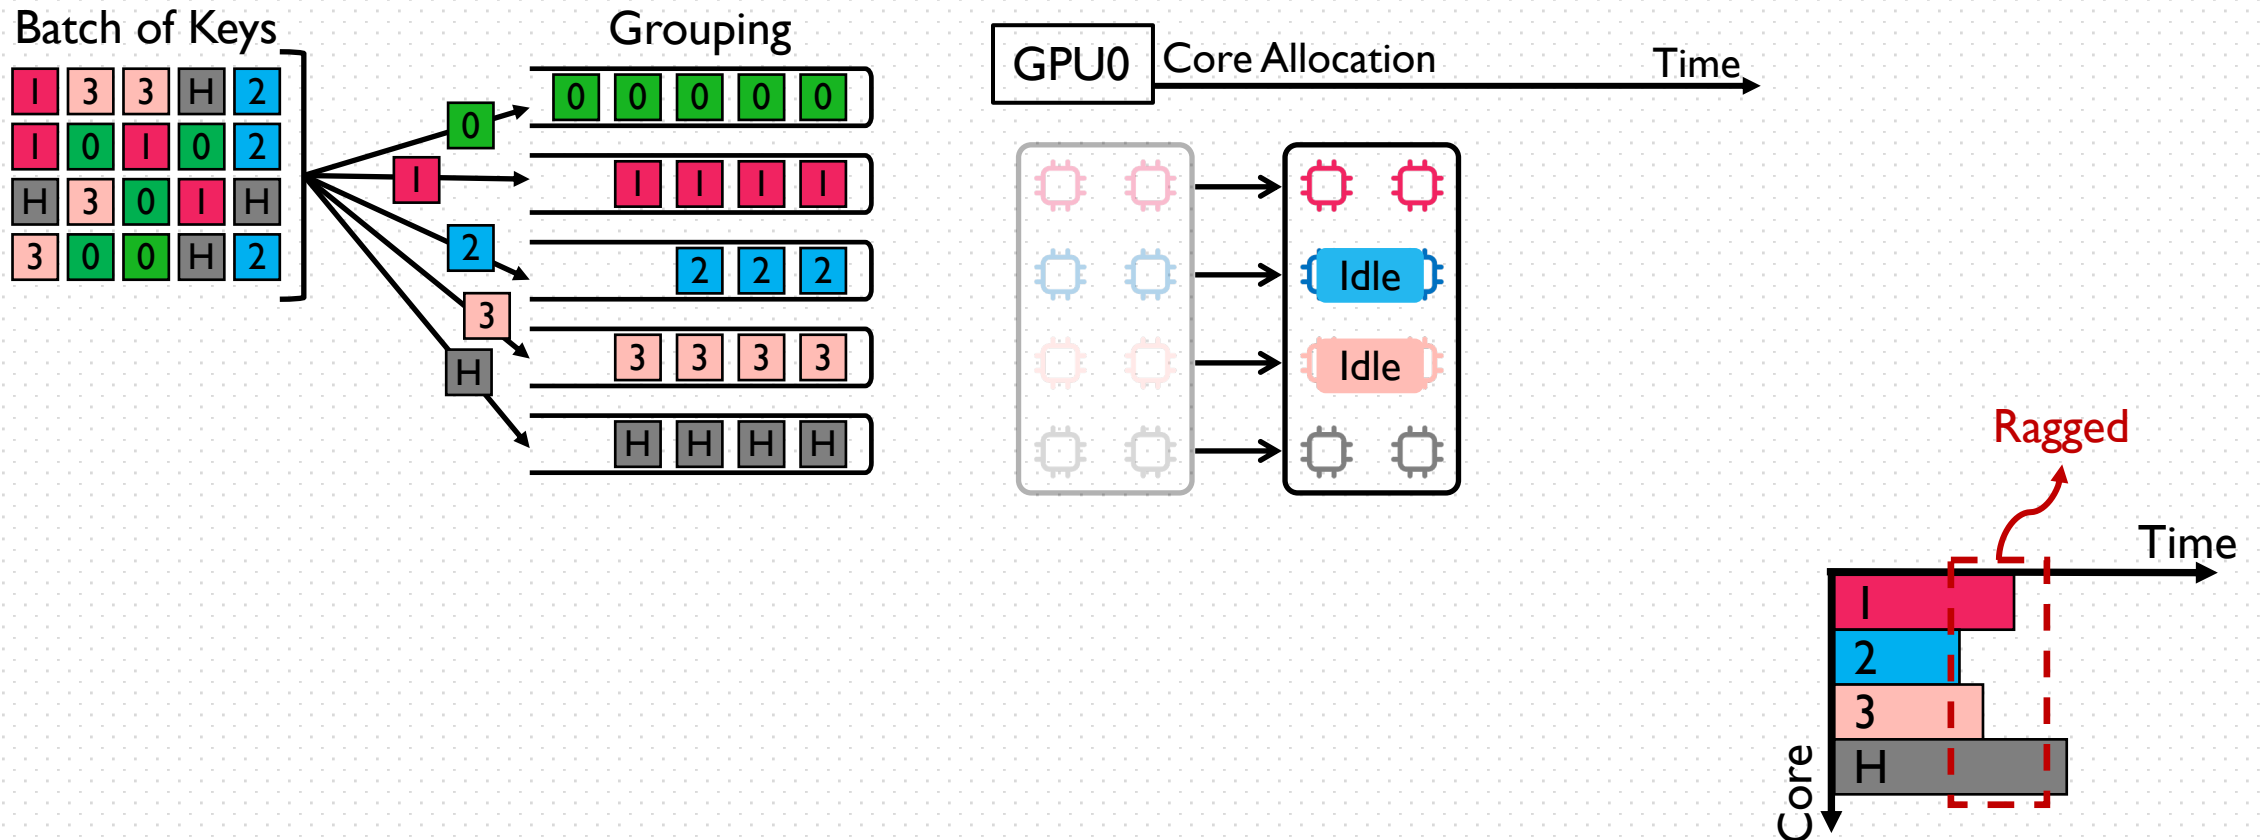 Batch of Keys
1 3 3 H 2
1 0 1 0 2
H 3 0 1 H
3 0 0 H 2
0
1
2
3
H
Grouping
0 0 0 0 0
1 1 1 1
2 2 2
3 3 3 3
H H H H
GPU0
Core Allocation
Time
Idle
Idle
Ragged
Time
1
2
3
H
Core